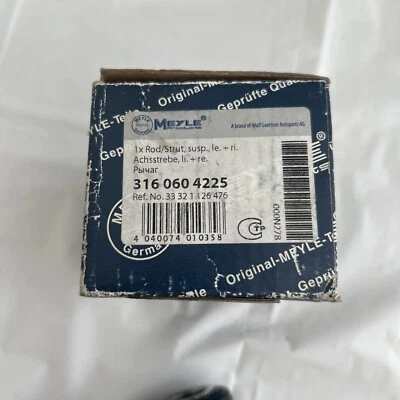 Original-MEYLE-Teile
Geprüfte Qualität
MEYLE
A brand of Wulf Gaertner Autoparts AG
1x Rod/Strut, susp., le. + ri.
Achsstrebe, li. + re.
Рычаг
316 060 4225
Ref. No. 33 32 1 126 476
4 040074 010358
000N278
Germany
Original-MEYLE-Teile
Geprüfte